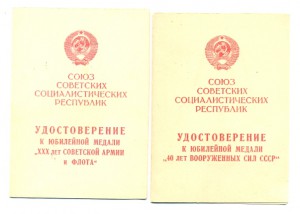 СОЮЗ
СОВЕТСКИХ
СОЦИАЛИСТИЧЕСКИХ
РЕСПУБЛИК
УДОСТОВЕРЕНИЕ
К ЮБИЛЕЙНОЙ МЕДАЛИ
„XXX лет СОВЕТСКОЙ АРМИИ
и ФЛОТА“
СОЮЗ
СОВЕТСКИХ
СОЦИАЛИСТИЧЕСКИХ
РЕСПУБЛИК
УДОСТОВЕРЕНИЕ
К ЮБИЛЕЙНОЙ МЕДАЛИ
„40 ЛЕТ ВООРУЖЕННЫХ СИЛ СССР“